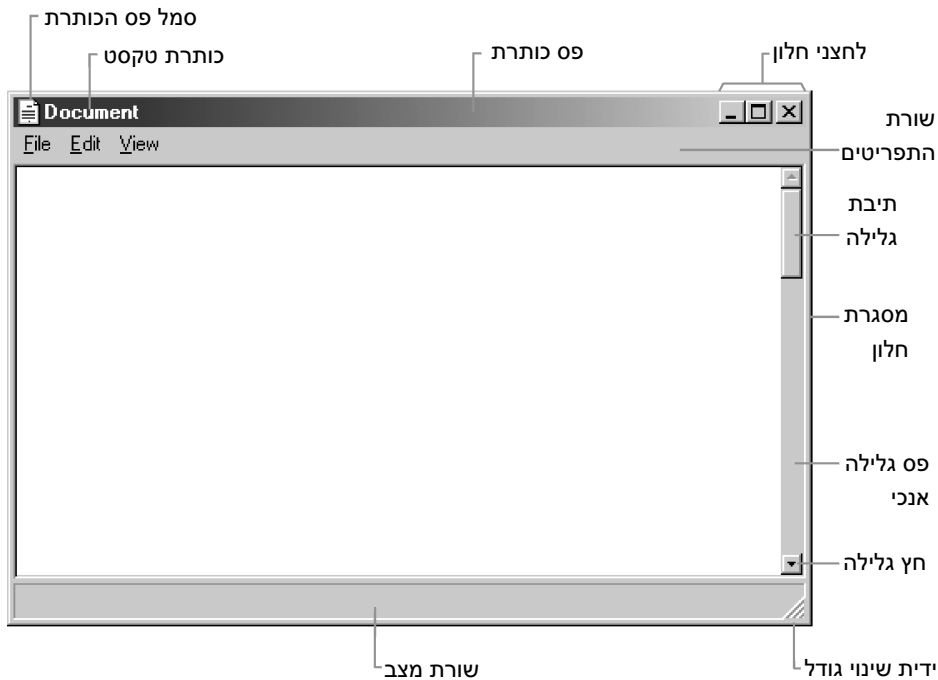 סמל פס הכותרת
כותרת טקסט
פס כותרת
לחצני חלון
Document
File Edit View
שורת
התפריטים
תיבת
גלילה
מסגרת
חלון
פס גלילה
אנכי
חץ גלילה
שורת מצב
ידית שינוי גודל